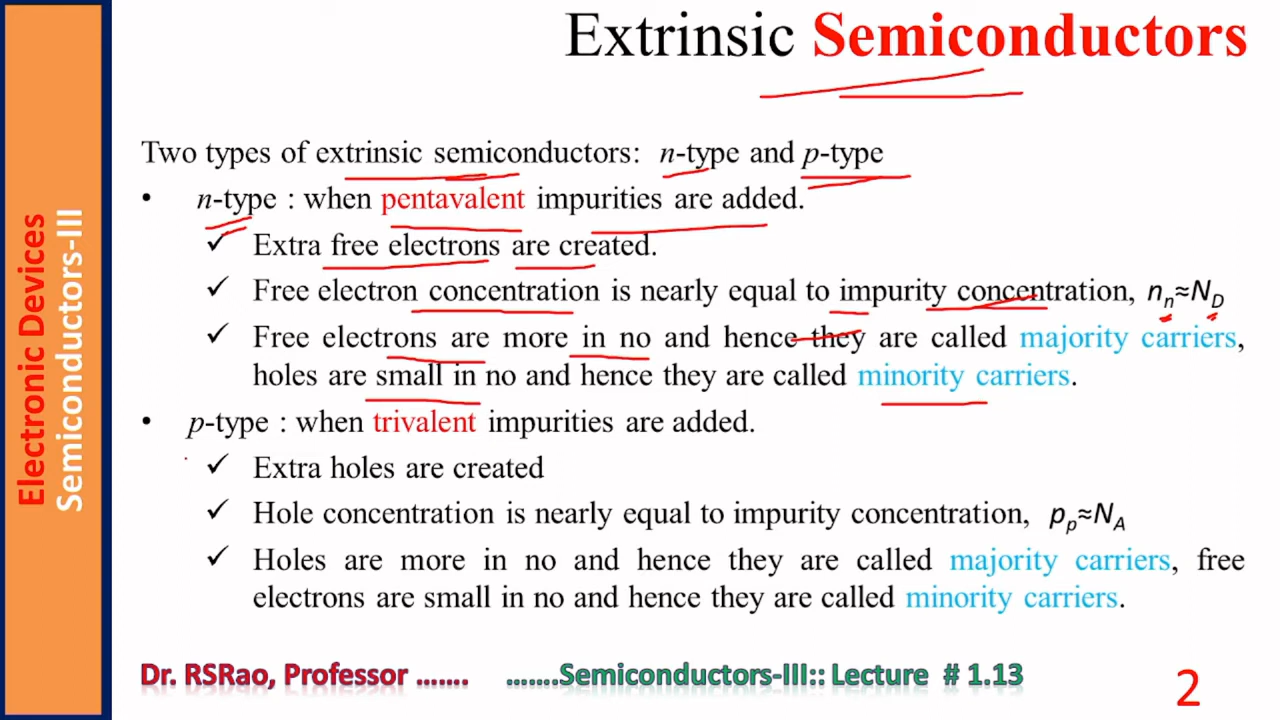 Extrinsic Semiconductors
Electronic Devices
Semiconductors-III
Two types of extrinsic semiconductors: n-type and p-type
• n-type : when pentavalent impurities are added.
✓ Extra free electrons are created.
✓ Free electron concentration is nearly equal to impurity concentration, nₙ≈N_D
✓ Free electrons are more in no and hence they are called majority carriers,
holes are small in no and hence they are called minority carriers.
• p-type : when trivalent impurities are added.
✓ Extra holes are created
✓ Hole concentration is nearly equal to impurity concentration, pₚ≈N_A
✓ Holes are more in no and hence they are called majority carriers, free
electrons are small in no and hence they are called minority carriers.
Dr. RSRao, Professor ....... .......Semiconductors-III:: Lecture # 1.13
2